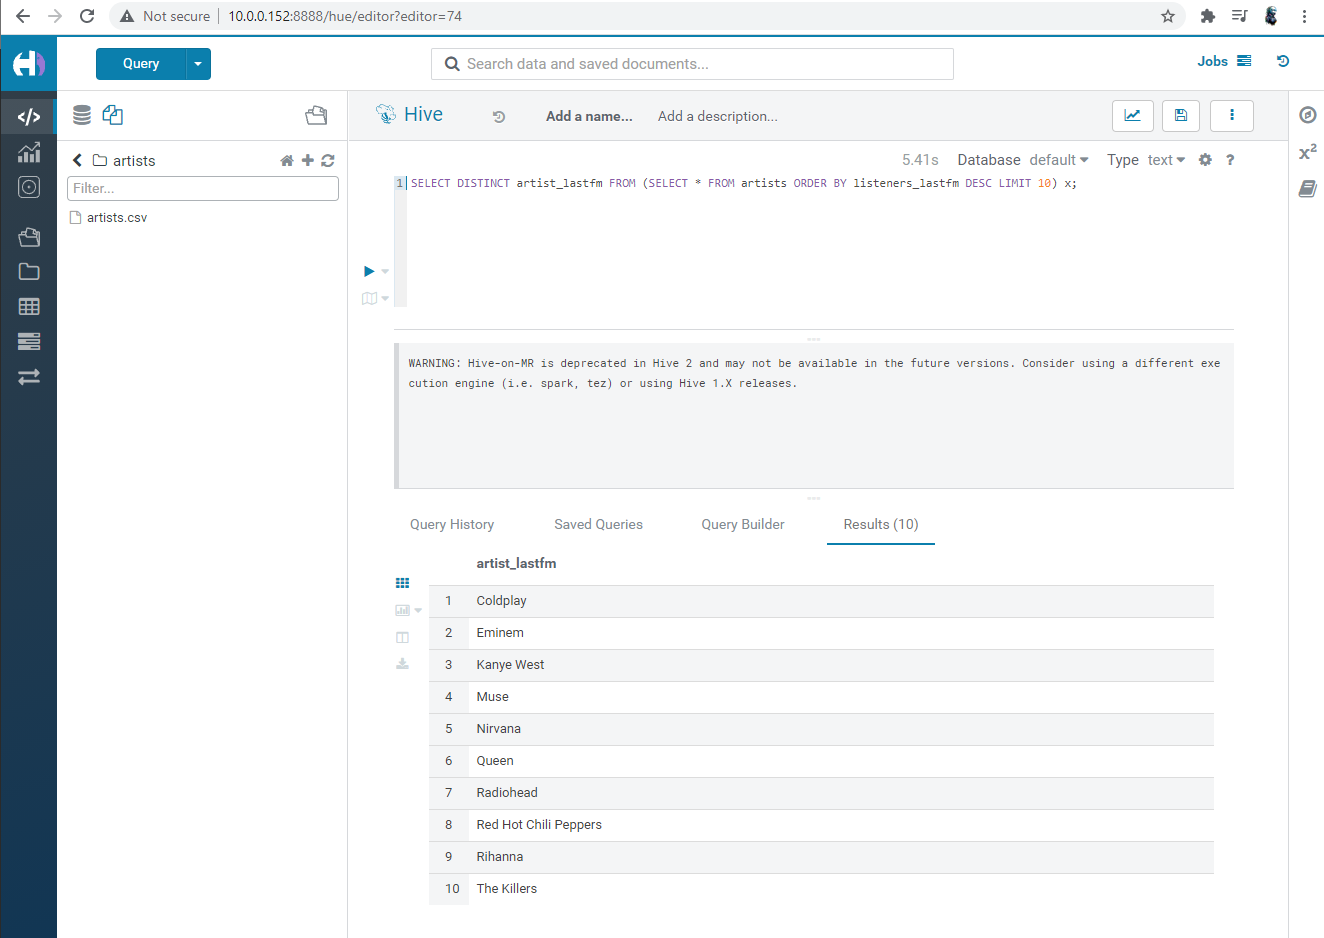 Not secure | 10.0.0.152:8888/hue/editor?editor=74
Query
Search data and saved documents...
Jobs
</>
Hive
Add a name...
Add a description...
artists
Filter...
artists.csv
5.41s Database default Type text ?
x²
1 SELECT DISTINCT artist_lastfm FROM (SELECT * FROM artists ORDER BY listeners_lastfm DESC LIMIT 10) x;
WARNING: Hive-on-MR is deprecated in Hive 2 and may not be available in the future versions. Consider using a different exe
cution engine (i.e. spark, tez) or using Hive 1.X releases.
Query History
Saved Queries
Query Builder
Results (10)
artist_lastfm
1 Coldplay
2 Eminem
3 Kanye West
4 Muse
5 Nirvana
6 Queen
7 Radiohead
8 Red Hot Chili Peppers
9 Rihanna
10 The Killers